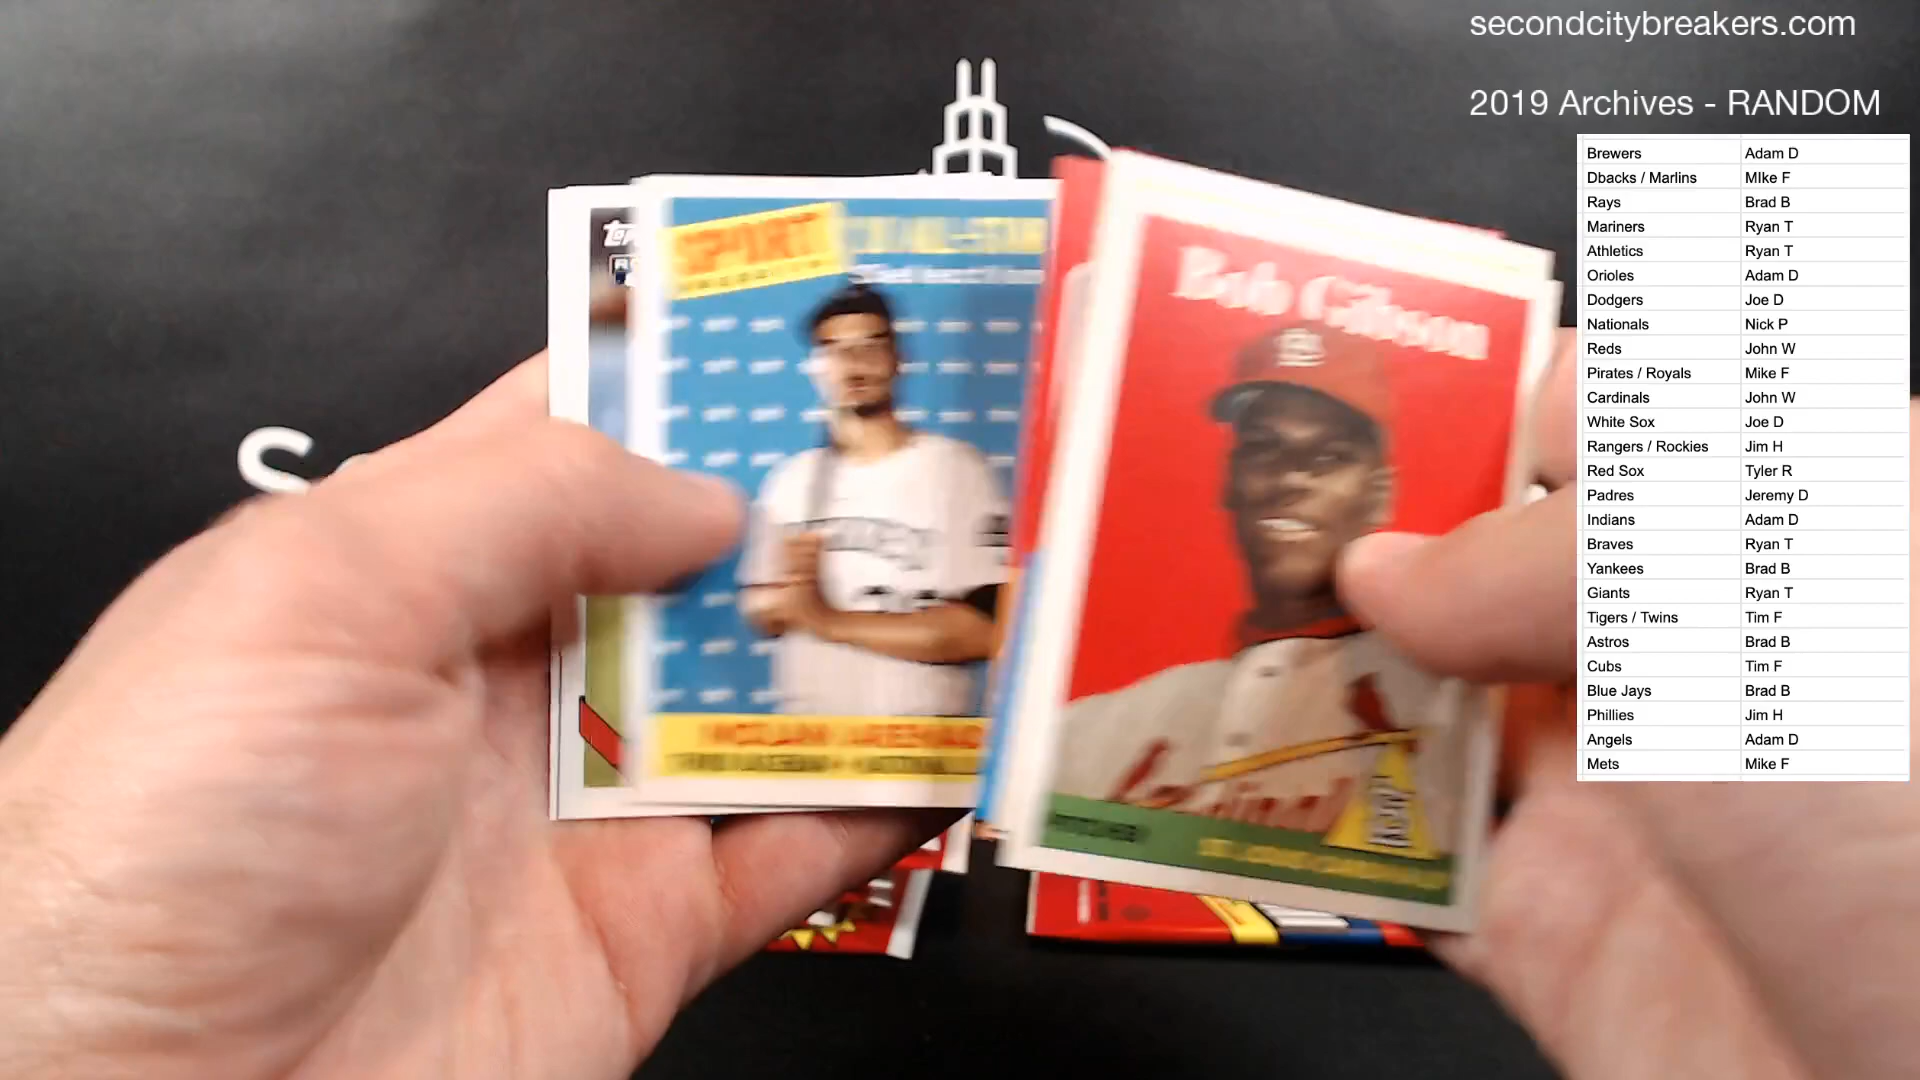 secondcitybreakers.com
2019 Archives - RANDOM
Brewers Adam D
Dbacks / Marlins MIke F
Rays Brad B
Mariners Ryan T
Athletics Ryan T
Orioles Adam D
Dodgers Joe D
Nationals Nick P
Reds John W
Pirates / Royals Mike F
Cardinals John W
White Sox Joe D
Rangers / Rockies Jim H
Red Sox Tyler R
Padres Jeremy D
Indians Adam D
Braves Ryan T
Yankees Brad B
Giants Ryan T
Tigers / Twins Tim F
Astros Brad B
Cubs Tim F
Blue Jays Brad B
Phillies Jim H
Angels Adam D
Mets Mike F
SPORT
Bob Gibson
S